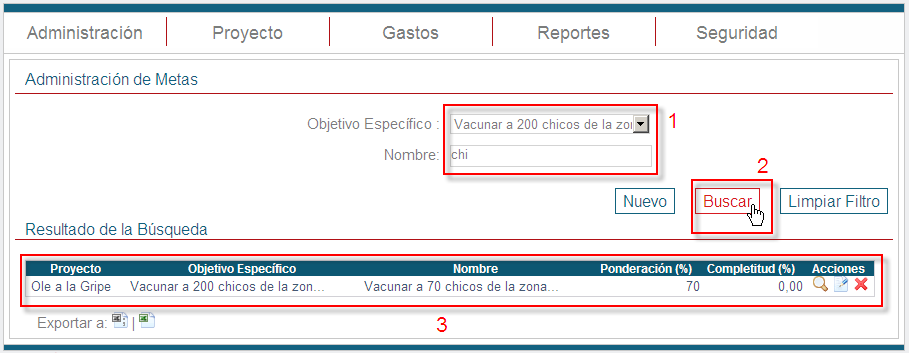 Administración Proyecto Gastos Reportes Seguridad
Administración de Metas
Objetivo Específico : Vacunar a 200 chicos de la zon 1
Nombre: chi
2
Nuevo Buscar Limpiar Filtro
Resultado de la Búsqueda
Proyecto Objetivo Específico Nombre Ponderación (%) Completitud (%) Acciones
Ole a la Gripe Vacunar a 200 chicos de la zon... Vacunar a 70 chicos de la zona... 70 0,00
Exportar a: | 3